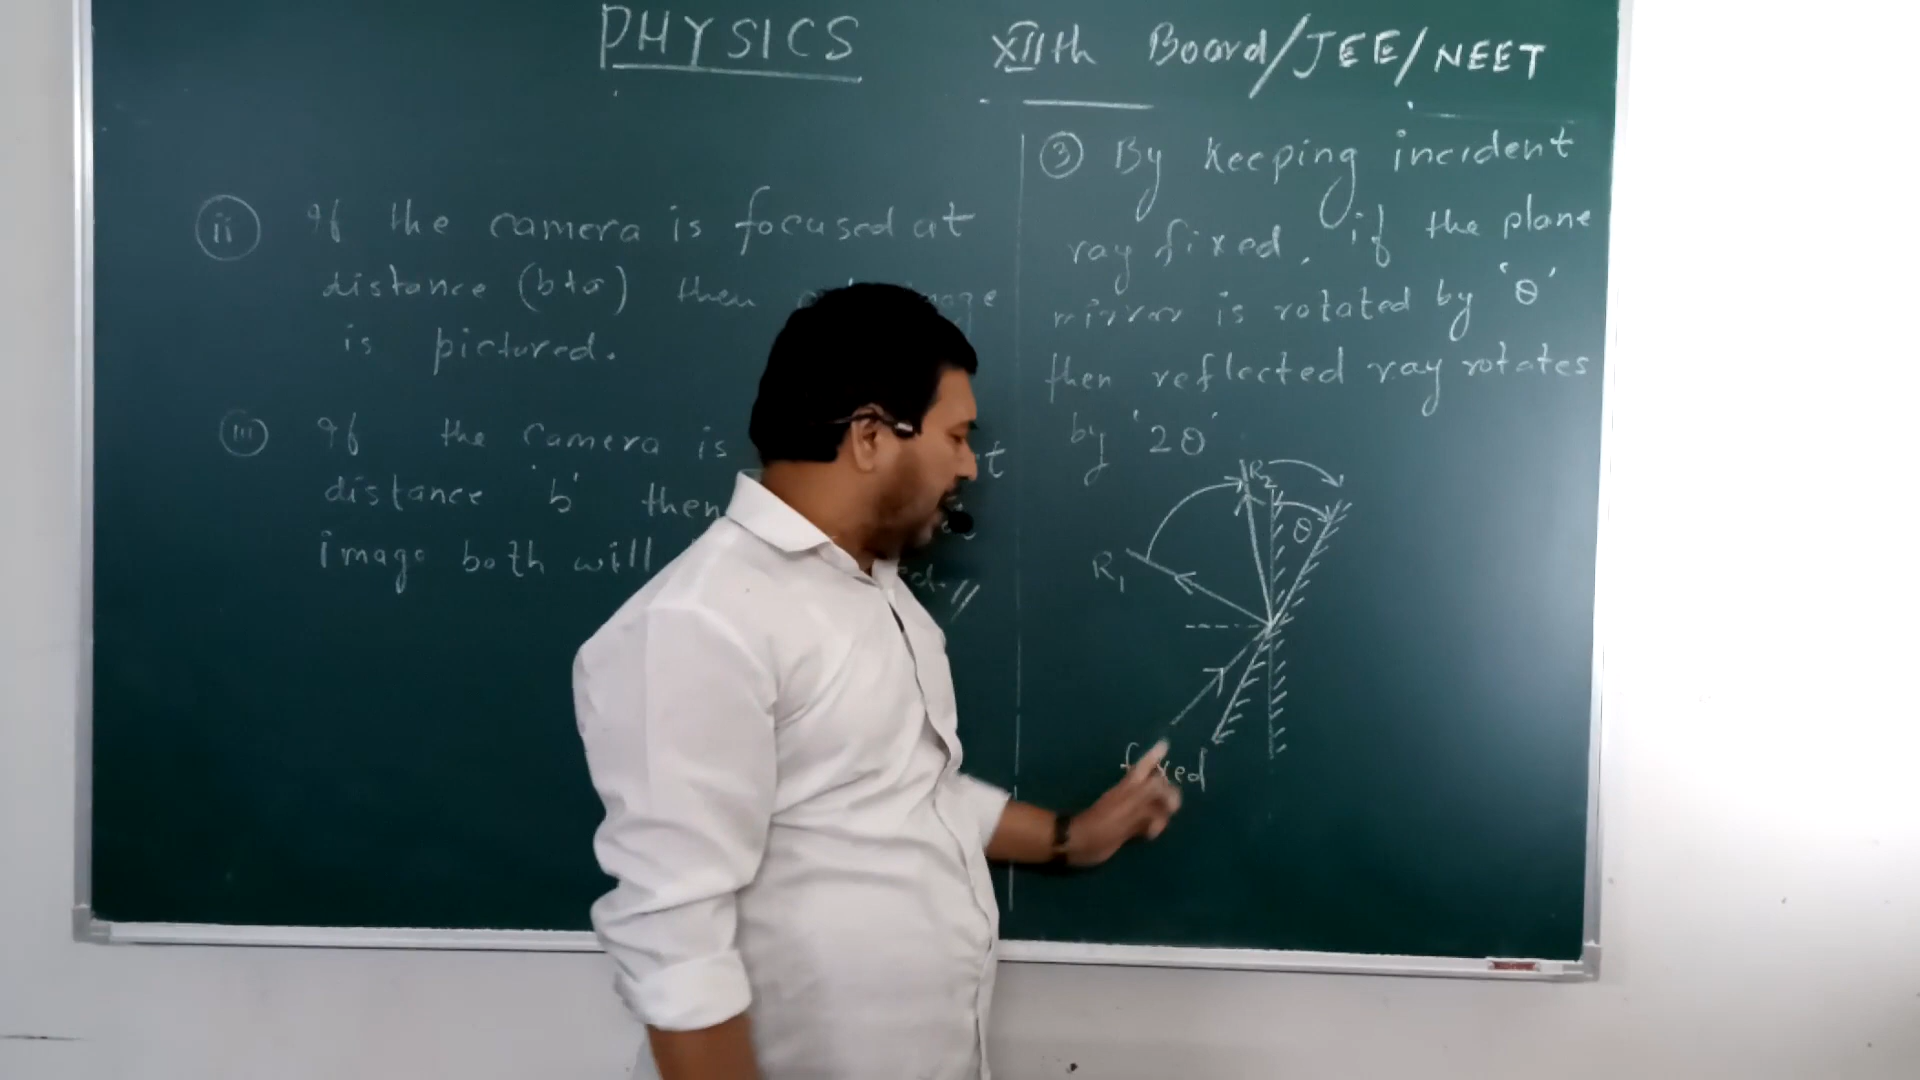 PHYSICS
XIIth Board/JEE/NEET
(ii) If the camera is focused at
distance (b+a) then image
is pictured.
(iii) If the camera is
distance 'b' then
image both will
(3) By keeping incident
ray fixed, if the plane
mirror is rotated by 'θ'
then reflected ray rotates
by '2θ'
R2
θ
R1
fixed